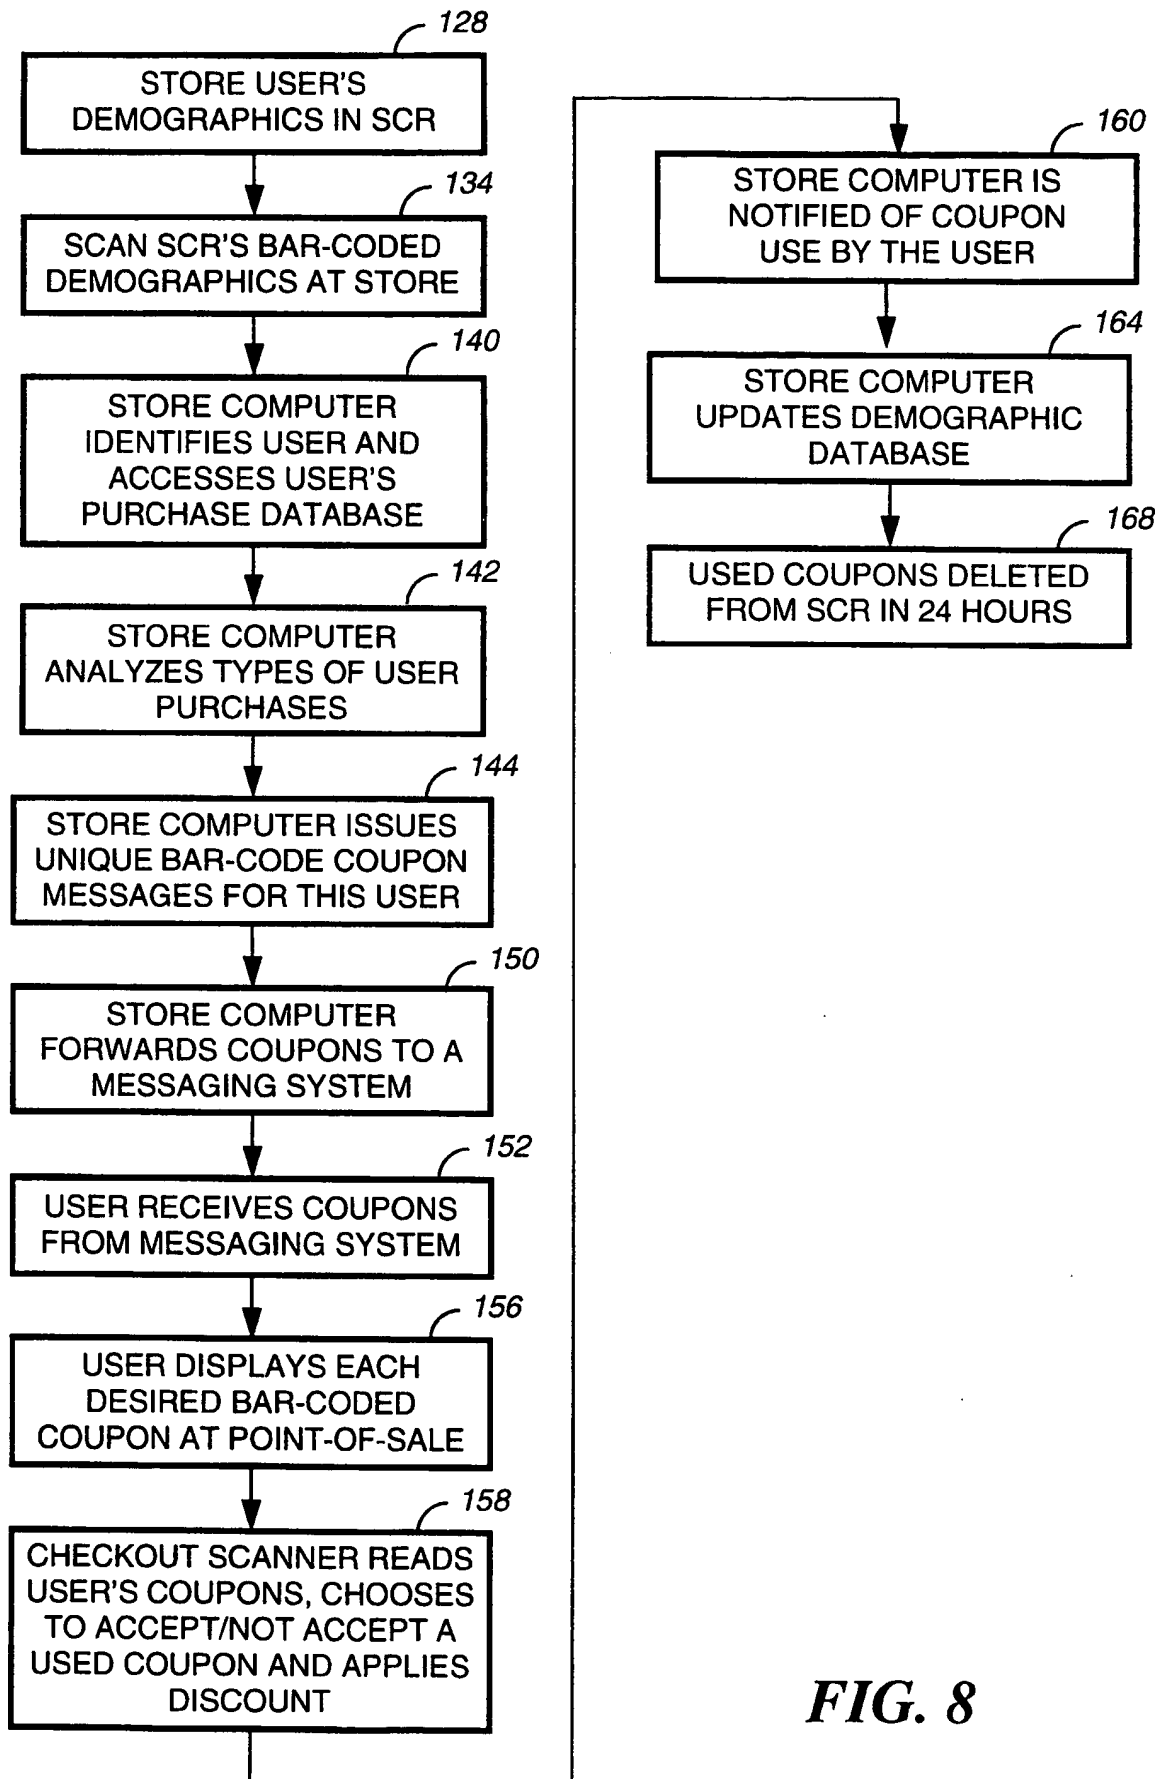 128
STORE USER'S
DEMOGRAPHICS IN SCR
134
SCAN SCR'S BAR-CODED
DEMOGRAPHICS AT STORE
140
STORE COMPUTER
IDENTIFIES USER AND
ACCESSES USER'S
PURCHASE DATABASE
142
STORE COMPUTER
ANALYZES TYPES OF USER
PURCHASES
144
STORE COMPUTER ISSUES
UNIQUE BAR-CODE COUPON
MESSAGES FOR THIS USER
150
STORE COMPUTER
FORWARDS COUPONS TO A
MESSAGING SYSTEM
152
USER RECEIVES COUPONS
FROM MESSAGING SYSTEM
156
USER DISPLAYS EACH
DESIRED BAR-CODED
COUPON AT POINT-OF-SALE
158
CHECKOUT SCANNER READS
USER'S COUPONS, CHOOSES
TO ACCEPT/NOT ACCEPT A
USED COUPON AND APPLIES
DISCOUNT
160
STORE COMPUTER IS
NOTIFIED OF COUPON
USE BY THE USER
164
STORE COMPUTER
UPDATES DEMOGRAPHIC
DATABASE
168
USED COUPONS DELETED
FROM SCR IN 24 HOURS
FIG. 8